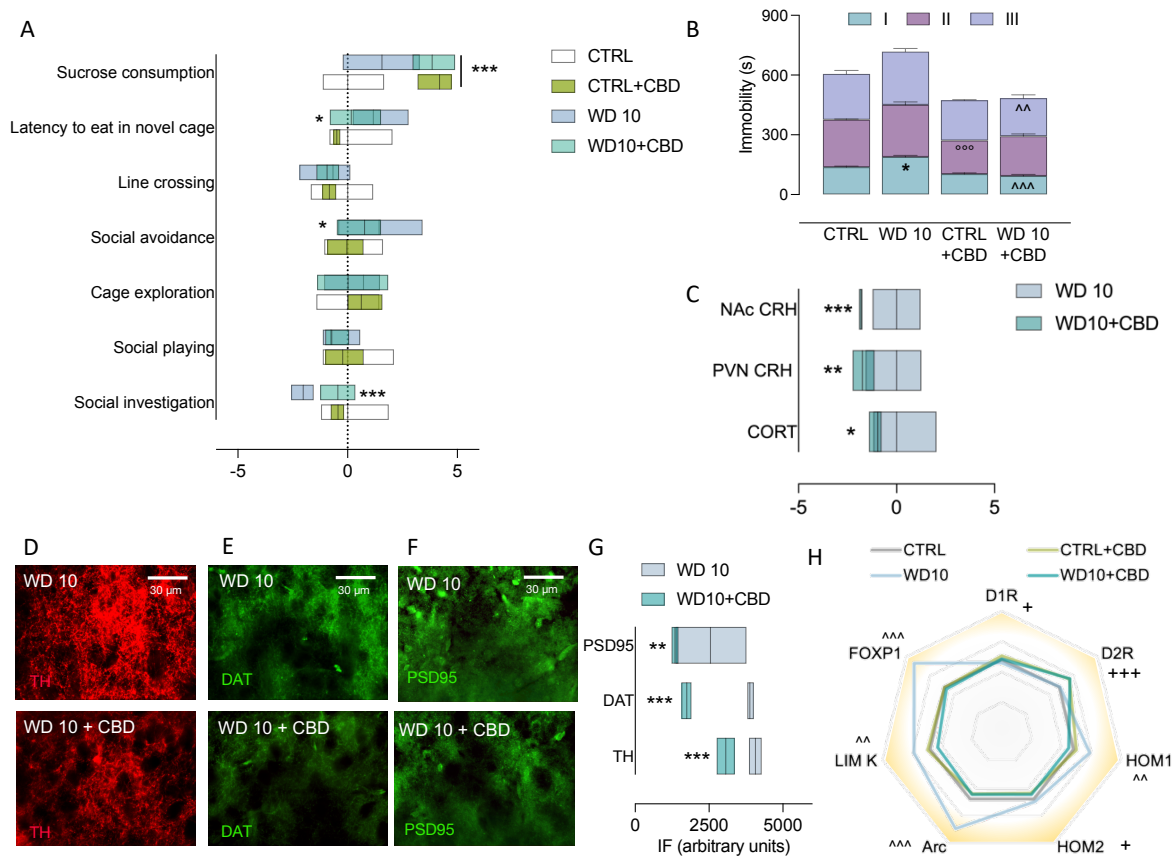 A
Sucrose consumption
***
Latency to eat in novel cage
*
Line crossing
Social avoidance
*
Cage exploration
Social playing
Social investigation
***
-5 0 5
CTRL
CTRL+CBD
WD 10
WD10+CBD
B
I II III
Immobility (s)
900
600
300
0
*
°°°
^^
^^^
CTRL WD 10 CTRL +CBD WD 10 +CBD
C
WD 10
WD10+CBD
NAc CRH ***
PVN CRH **
CORT *
-5 0 5
D
WD 10
30 µm
TH
WD 10 + CBD
TH
E
WD 10
30 µm
DAT
WD 10 + CBD
DAT
F
WD 10
30 µm
PSD95
WD 10 + CBD
PSD95
G
WD 10
WD10+CBD
PSD95 **
DAT ***
TH ***
0 2500 5000
IF (arbitrary units)
H
CTRL CTRL+CBD
WD10 WD10+CBD
D1R +
D2R +++
HOM1 ^^
HOM2 +
Arc ^^^
LIM K ^^
FOXP1 ^^^